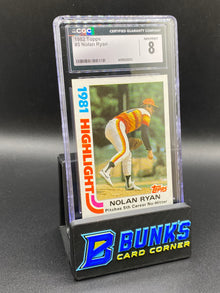 CGC
CERTIFIED GUARANTY COMPANY
1982 Topps
#5 Nolan Ryan
8
1981
HIGHLIGHT
Topps
NOLAN RYAN
Pitches 5th Career No-Hitter
BUNKS
CARD CORNER